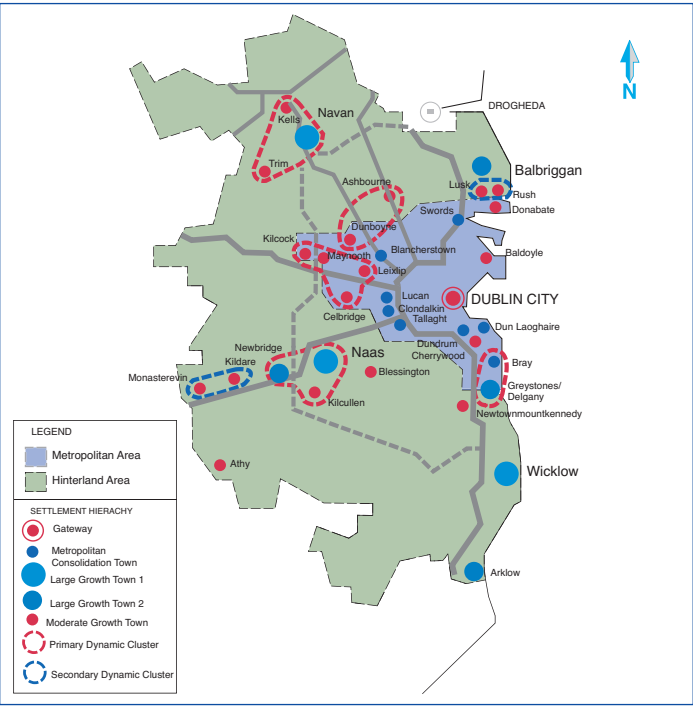 N
DROGHEDA
Kells
Navan
Trim
Balbriggan
Lusk
Rush
Donabate
Ashbourne
Swords
Dunboyne
Kilcock
Maynooth
Blancherstown
Baldoyle
Leixlip
Celbridge
Lucan
Clondalkin
Tallaght
DUBLIN CITY
Dun Laoghaire
Dundrum
Cherrywood
Bray
Greystones/
Delgany
Newtownmountkennedy
Newbridge
Naas
Kildare
Monasterevin
Kilcullen
Blessington
Athy
Wicklow
Arklow
LEGEND
Metropolitan Area
Hinterland Area
SETTLEMENT HIERACHY
Gateway
Metropolitan
Consolidation Town
Large Growth Town 1
Large Growth Town 2
Moderate Growth Town
Primary Dynamic Cluster
Secondary Dynamic Cluster